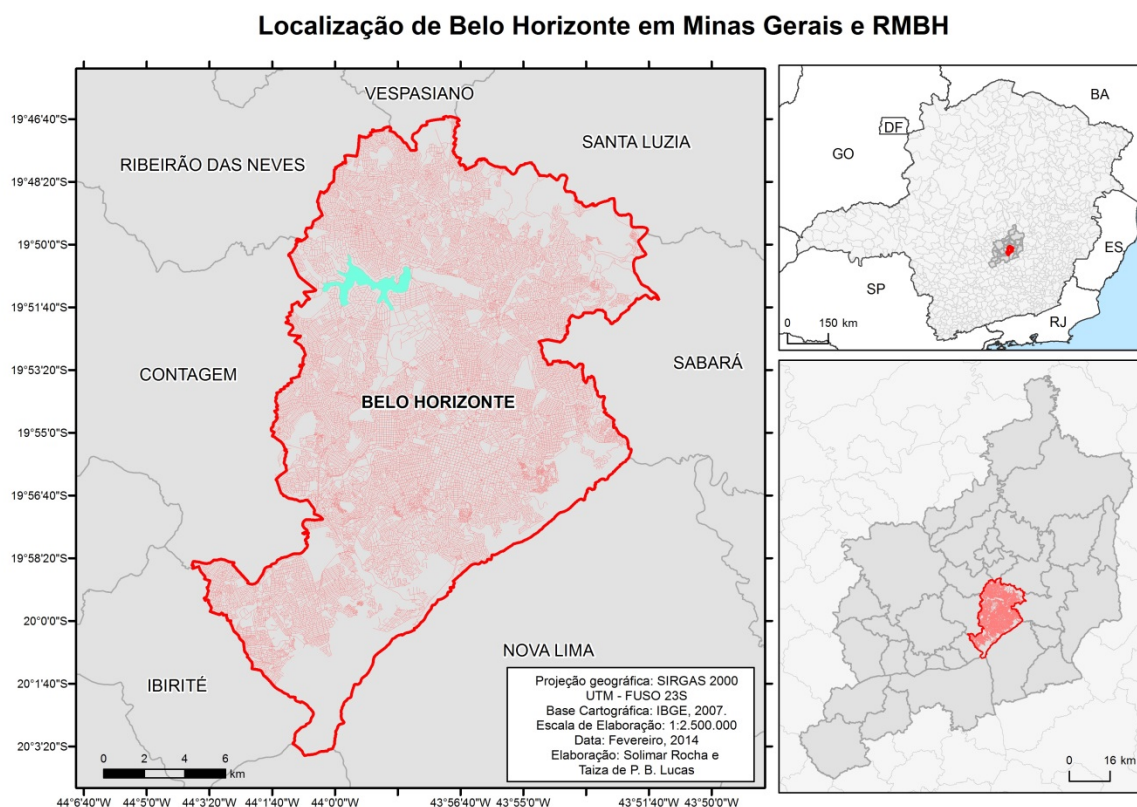 Localização de Belo Horizonte em Minas Gerais e RMBH
VESPASIANO
SANTA LUZIA
RIBEIRÃO DAS NEVES
CONTAGEM
SABARÁ
BELO HORIZONTE
NOVA LIMA
IBIRITÉ
19°46'40"S
19°48'20"S
19°50'0"S
19°51'40"S
19°53'20"S
19°55'0"S
19°56'40"S
19°58'20"S
20°0'0"S
20°1'40"S
20°3'20"S
0 2 4 6
km
44°6'40"W 44°5'0"W 44°3'20"W 44°1'40"W 44°0'0"W 43°56'40"W 43°55'0"W 43°51'40"W 43°50'0"W
Projeção geográfica: SIRGAS 2000
UTM - FUSO 23S
Base Cartográfica: IBGE, 2007.
Escala de Elaboração: 1:2.500.000
Data: Fevereiro, 2014
Elaboração: Solimar Rocha e
Taiza de P. B. Lucas
BA
DF
GO
ES
SP
RJ
0 150 km
0 16 km